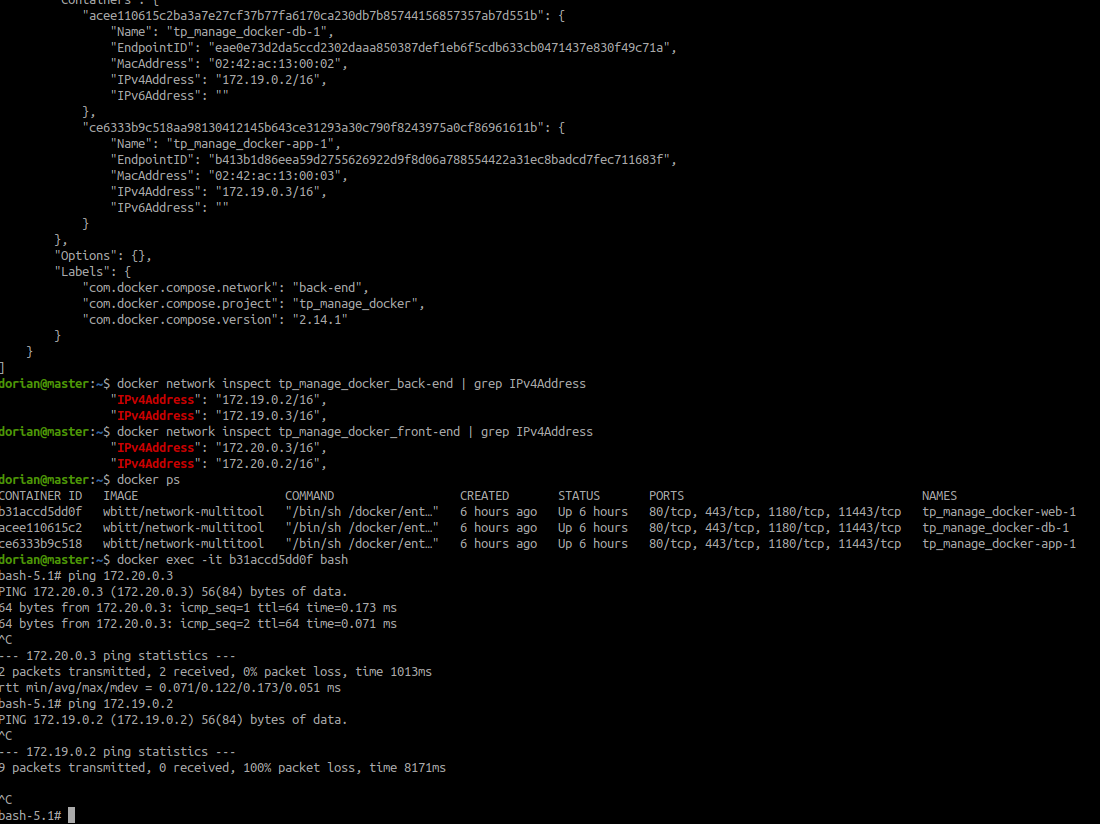 "Containers": {
"acee110615c2ba3a7e27cf37b77fa6170ca230db7b85744156857357ab7d551b": {
"Name": "tp_manage_docker-db-1",
"EndpointID": "eae0e73d2da5ccd2302daaa850387def1eb6f5cdb633cb0471437e830f49c71a",
"MacAddress": "02:42:ac:13:00:02",
"IPv4Address": "172.19.0.2/16",
"IPv6Address": ""
},
"ce6333b9c518aa98130412145b643ce31293a30c790f8243975a0cf86961611b": {
"Name": "tp_manage_docker-app-1",
"EndpointID": "b413b1d86eeea59d2755626922d9f8d06a788554422a31ec8badcd7fec711683f",
"MacAddress": "02:42:ac:13:00:03",
"IPv4Address": "172.19.0.3/16",
"IPv6Address": ""
}
},
"Options": {},
"Labels": {
"com.docker.compose.network": "back-end",
"com.docker.compose.project": "tp_manage_docker",
"com.docker.compose.version": "2.14.1"
}
}
]
dorian@master:~$ docker network inspect tp_manage_docker_back-end | grep IPv4Address
"IPv4Address": "172.19.0.2/16",
"IPv4Address": "172.19.0.3/16",
dorian@master:~$ docker network inspect tp_manage_docker_front-end | grep IPv4Address
"IPv4Address": "172.20.0.3/16",
"IPv4Address": "172.20.0.2/16",
dorian@master:~$ docker ps
CONTAINER ID IMAGE COMMAND CREATED STATUS PORTS NAMES
b31accd5dd0f wbitt/network-multitool "/bin/sh /docker/ent…" 6 hours ago Up 6 hours 80/tcp, 443/tcp, 1180/tcp, 11443/tcp tp_manage_docker-web-1
acee110615c2 wbitt/network-multitool "/bin/sh /docker/ent…" 6 hours ago Up 6 hours 80/tcp, 443/tcp, 1180/tcp, 11443/tcp tp_manage_docker-db-1
ce6333b9c518 wbitt/network-multitool "/bin/sh /docker/ent…" 6 hours ago Up 6 hours 80/tcp, 443/tcp, 1180/tcp, 11443/tcp tp_manage_docker-app-1
dorian@master:~$ docker exec -it b31accd5dd0f bash
bash-5.1# ping 172.20.0.3
PING 172.20.0.3 (172.20.0.3) 56(84) bytes of data.
64 bytes from 172.20.0.3: icmp_seq=1 ttl=64 time=0.173 ms
64 bytes from 172.20.0.3: icmp_seq=2 ttl=64 time=0.071 ms
^C
--- 172.20.0.3 ping statistics ---
2 packets transmitted, 2 received, 0% packet loss, time 1013ms
rtt min/avg/max/mdev = 0.071/0.122/0.173/0.051 ms
bash-5.1# ping 172.19.0.2
PING 172.19.0.2 (172.19.0.2) 56(84) bytes of data.
^C
--- 172.19.0.2 ping statistics ---
9 packets transmitted, 0 received, 100% packet loss, time 8171ms
^C
bash-5.1#